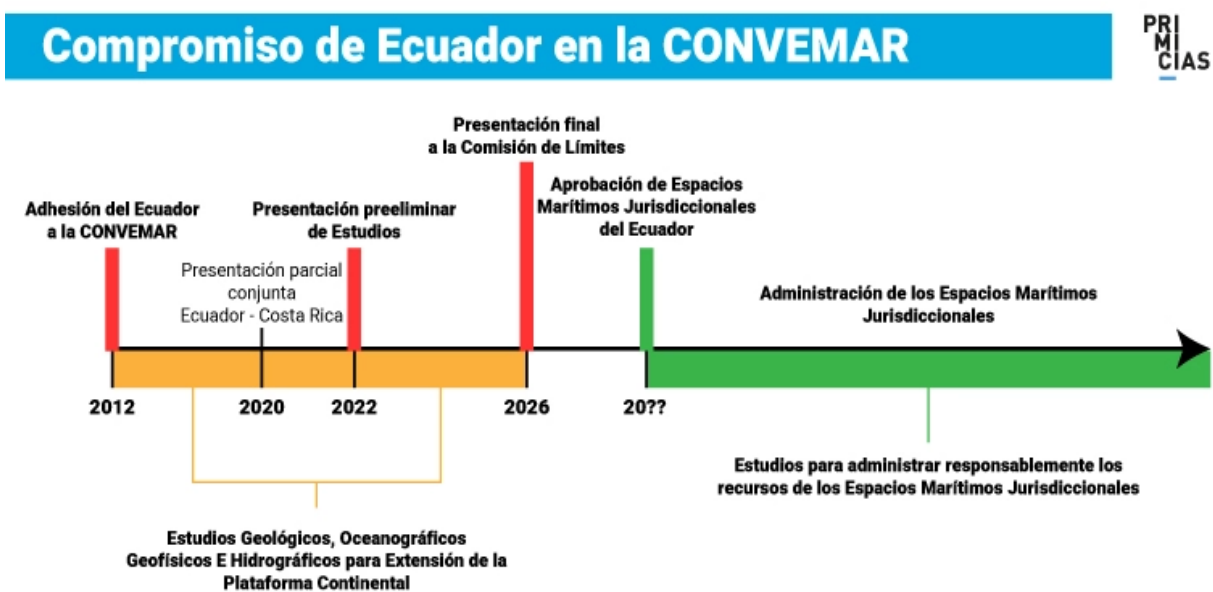 Compromiso de Ecuador en la CONVEMAR
PRI
MI
CIAS
Presentación final
a la Comisión de Límites
Aprobación de Espacios
Marítimos Jurisdiccionales
del Ecuador
Adhesión del Ecuador
a la CONVEMAR
Presentación preeliminar
de Estudios
Presentación parcial
conjunta
Ecuador - Costa Rica
Administración de los Espacios Marítimos
Jurisdiccionales
2012
2020
2022
2026
20??
Estudios para administrar responsablemente los
recursos de los Espacios Marítimos Jurisdiccionales
Estudios Geológicos, Oceanográficos
Geofísicos E Hidrográficos para Extensión de la
Plataforma Continental